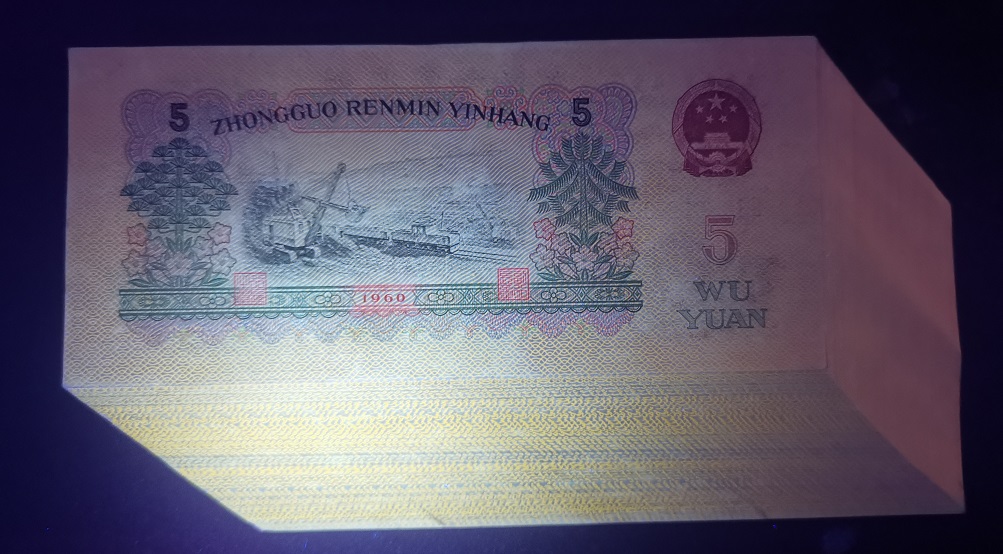 5 ZHONGGUO RENMIN YINHANG 5
1960
5
WU
YUAN